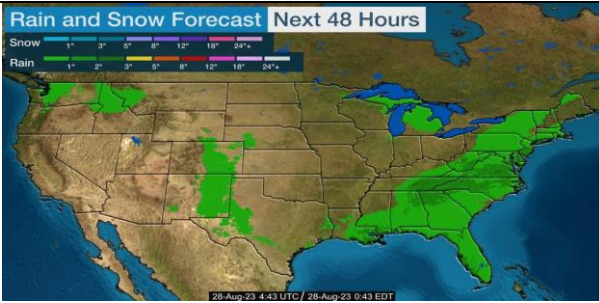 Rain and Snow Forecast Next 48 Hours
Snow 1" 3" 5" 8" 12" 18" 24"+
Rain 1" 2" 3" 5" 8" 12" 18" 24"+
28-Aug-23 4:43 UTC / 28-Aug-23 0:43 EDT